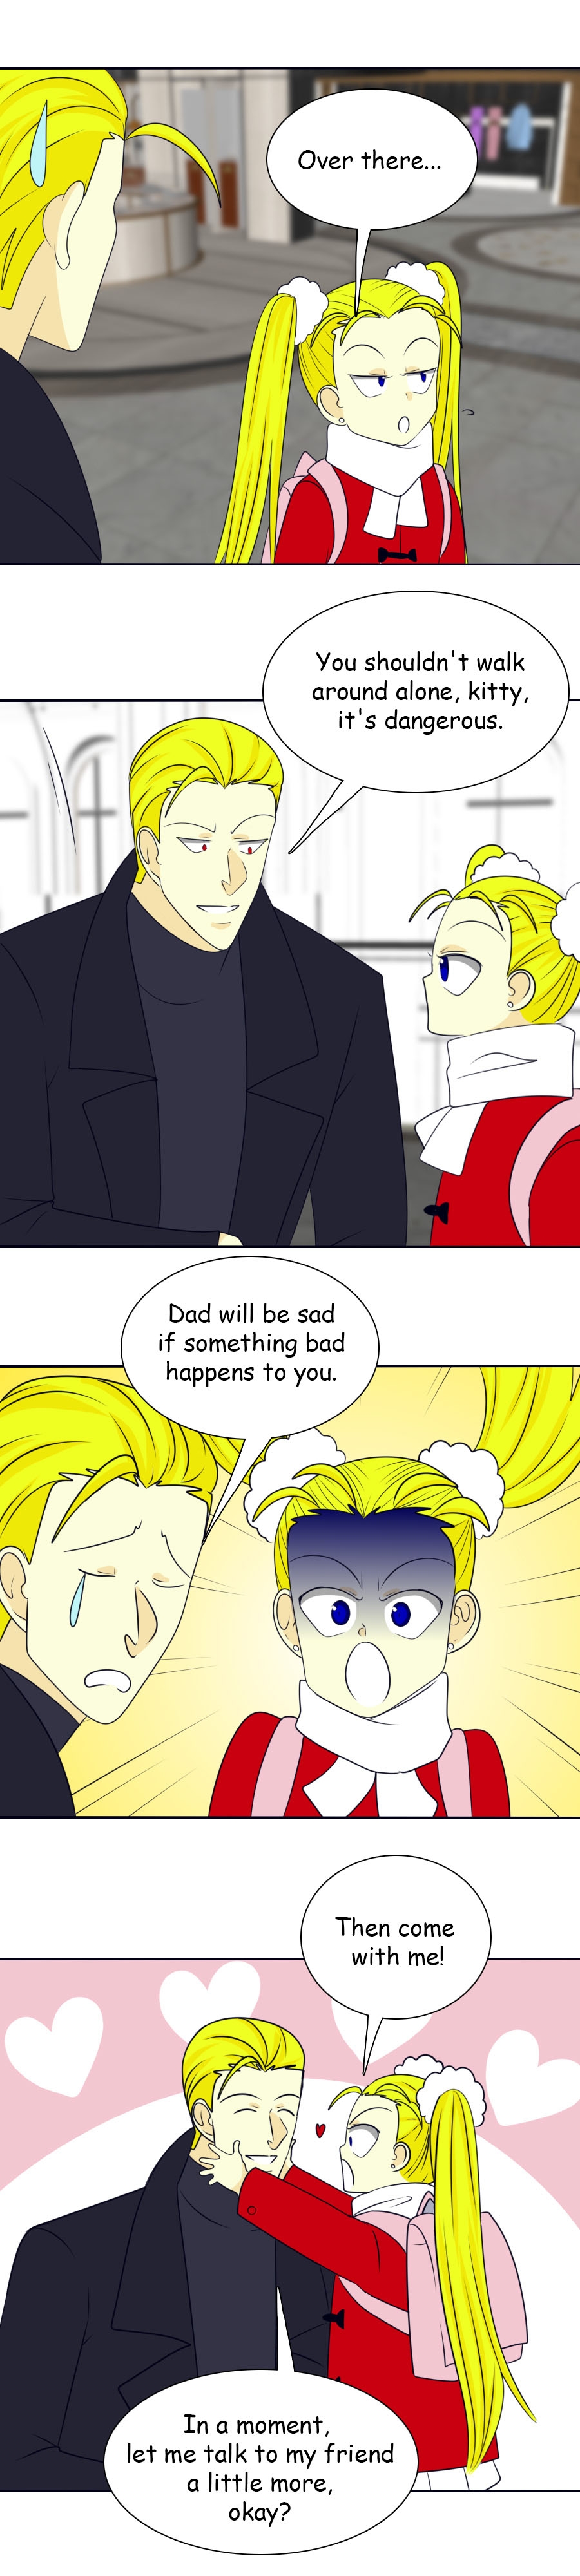 Over there...
You shouldn't walk
around alone, kitty,
it's dangerous.
Dad will be sad
if something bad
happens to you.
Then come
with me!
In a moment,
let me talk to my friend
a little more,
okay?